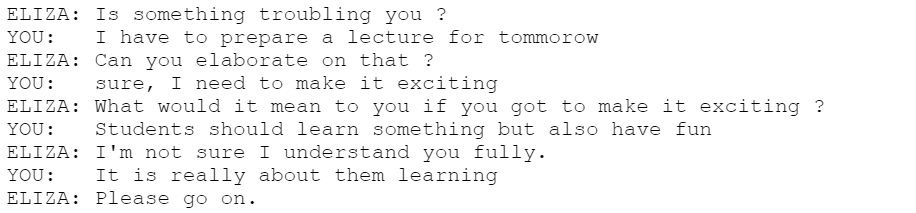 ELIZA: Is something troubling you ?
YOU:   I have to prepare a lecture for tommorow
ELIZA: Can you elaborate on that ?
YOU:   sure, I need to make it exciting
ELIZA: What would it mean to you if you got to make it exciting ?
YOU:   Students should learn something but also have fun
ELIZA: I'm not sure I understand you fully.
YOU:   It is really about them learning
ELIZA: Please go on.